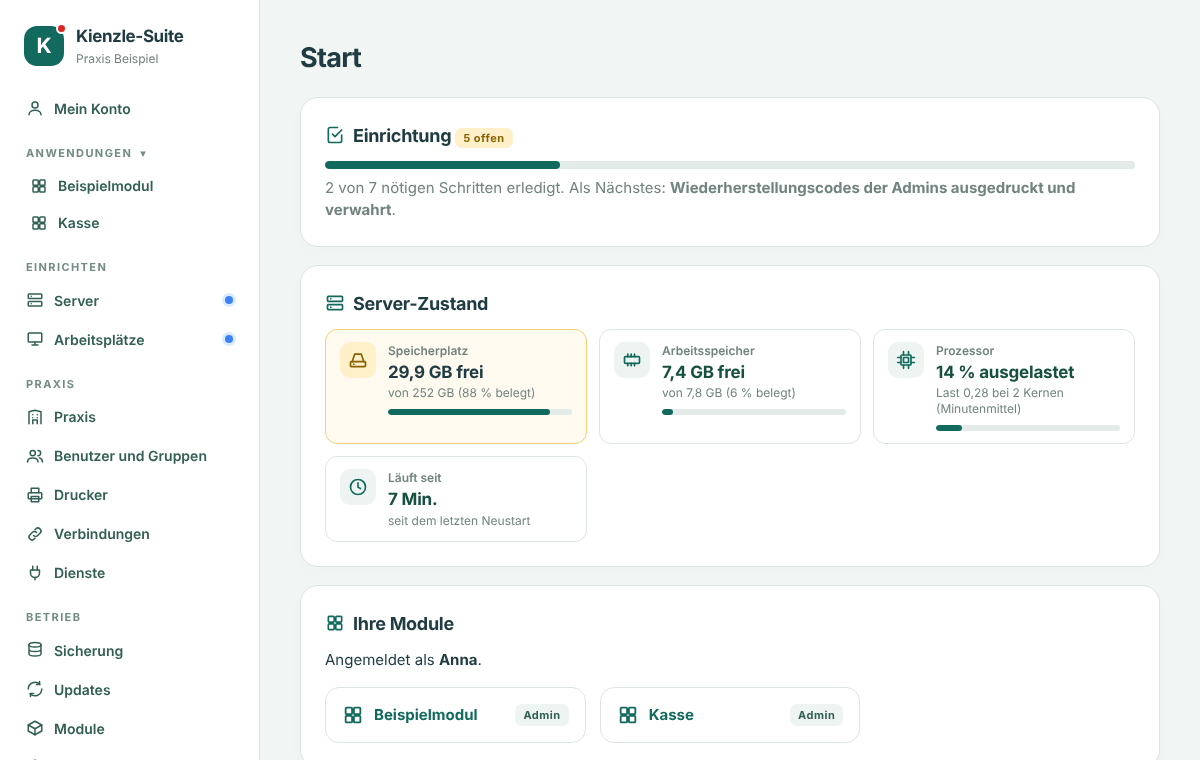 K
Kienzle-Suite
Praxis Beispiel
Mein Konto
ANWENDUNGEN ▾
Beispielmodul
Kasse
EINRICHTEN
Server
Arbeitsplätze
PRAXIS
Praxis
Benutzer und Gruppen
Drucker
Verbindungen
Dienste
BETRIEB
Sicherung
Updates
Module
Start
Einrichtung 5 offen
2 von 7 nötigen Schritten erledigt. Als Nächstes: Wiederherstellungscodes der Admins ausgedruckt und
verwahrt.
Server-Zustand
Speicherplatz
29,9 GB frei
von 252 GB (88 % belegt)
Arbeitsspeicher
7,4 GB frei
von 7,8 GB (6 % belegt)
Prozessor
14 % ausgelastet
Last 0,28 bei 2 Kernen
(Minutenmittel)
Läuft seit
7 Min.
seit dem letzten Neustart
Ihre Module
Angemeldet als Anna.
Beispielmodul Admin
Kasse Admin